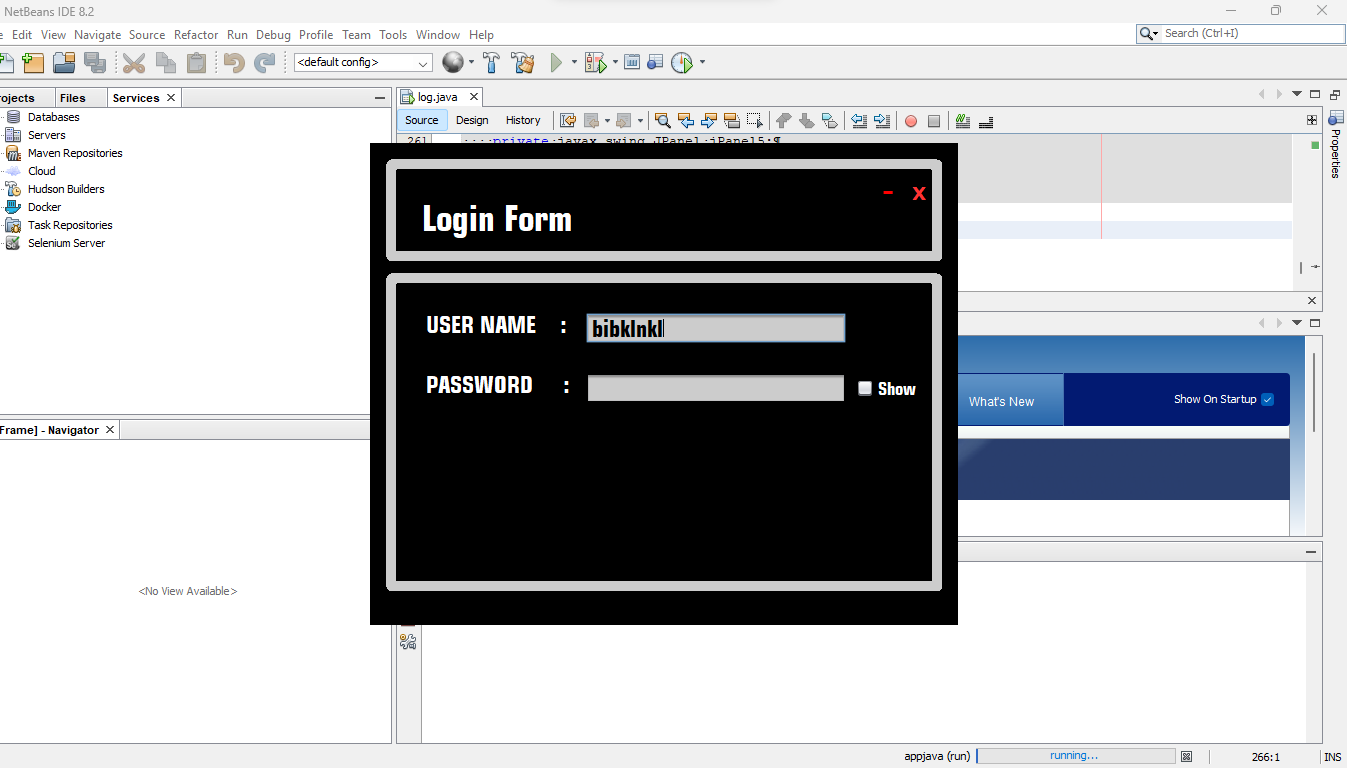 NetBeans IDE 8.2
Edit View Navigate Source Refactor Run Debug Profile Team Tools Window Help
Search (Ctrl+I)
<default config>
rojects Files Services
log.java
Source Design History
Databases
Servers
Maven Repositories
Cloud
Hudson Builders
Docker
Task Repositories
Selenium Server
261 private javax.swing.JPanel jPanel5;¶
Properties
Login Form
- X
USER NAME : bibklnkl
PASSWORD : Show
What's New
Show On Startup
Frame] - Navigator
<No View Available>
appjava (run) running...
266:1 INS